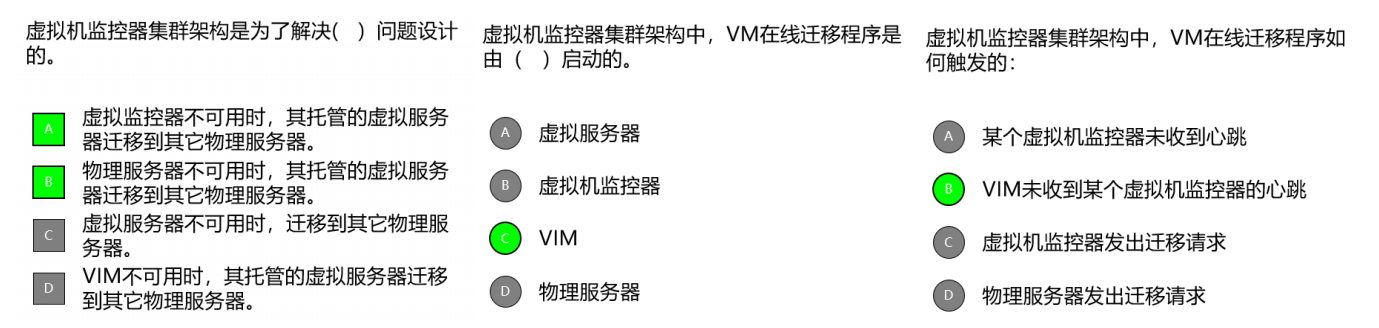 虚拟机监控器集群架构是为了解决(　）问题设计
的。
A
虚拟监控器不可用时，其托管的虚拟服务
器迁移到其它物理服务器。
B
物理服务器不可用时，其托管的虚拟服务
器迁移到其它物理服务器。
C
虚拟服务器不可用时，迁移到其它物理服
务器。
D
VIM不可用时，其托管的虚拟服务器迁移
到其它物理服务器。
虚拟机监控器集群架构中，VM在线迁移程序是
由（　）启动的。
A 虚拟服务器
B 虚拟机监控器
C VIM
D 物理服务器
虚拟机监控器集群架构中，VM在线迁移程序如
何触发的：
A 某个虚拟机监控器未收到心跳
B VIM未收到某个虚拟机监控器的心跳
C 虚拟机监控器发出迁移请求
D 物理服务器发出迁移请求